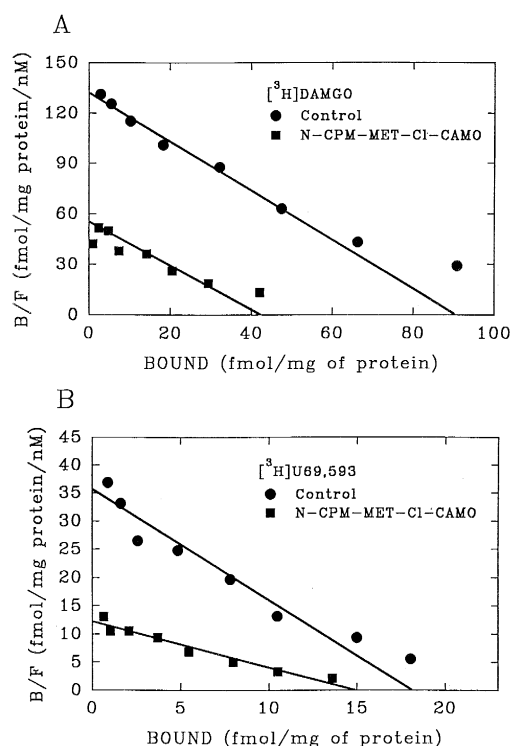 A
[³H]DAMGO
Control
N-CPM-MET-Cl-CAMO
B/F (fmol/mg protein/nM)
150
120
90
60
30
0
0 20 40 60 80 100
BOUND (fmol/mg of protein)
B
[³H]U69,593
Control
N-CPM-MET-Cl-CAMO
B/F (fmol/mg protein/nM)
45
40
35
30
25
20
15
10
5
0
0 5 10 15 20
BOUND (fmol/mg of protein)